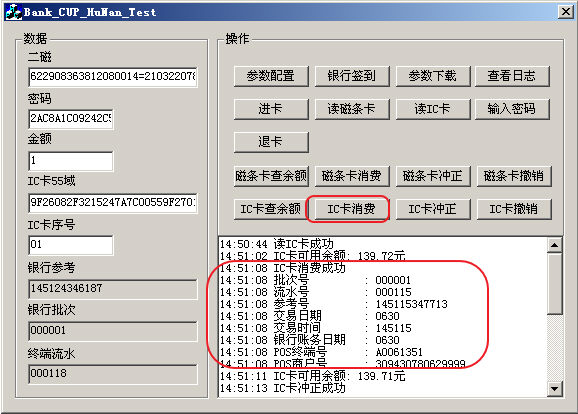 Bank_CUP_HuNan_Test
数据
二磁
622908363812080014=210322078
密码
2AC8A1C09242C5
金额
1
IC卡55域
9F26082F3215247A7C00559F2701
IC卡序号
01
银行参考
145124346187
银行批次
000001
终端流水
000118
操作
参数配置 银行签到 参数下载 查看日志
进卡 读磁条卡 读IC卡 输入密码
退卡
磁条卡查余额 磁条卡消费 磁条卡冲正 磁条卡撤销
IC卡查余额 IC卡消费 IC卡冲正 IC卡撤销
14:50:44 读IC卡成功
14:51:02 IC卡可用余额: 139.72元
14:51:08 IC卡消费成功
14:51:08 批次号 : 000001
14:51:08 流水号 : 000115
14:51:08 参考号 : 145115347713
14:51:08 交易日期 : 0630
14:51:08 交易时间 : 145115
14:51:08 银行账务日期 : 0630
14:51:08 POS终端号 : A0061351
14:51:08 POS商户号 : 309430780629999
14:51:11 IC卡可用余额: 139.71元
14:51:13 IC卡冲正成功